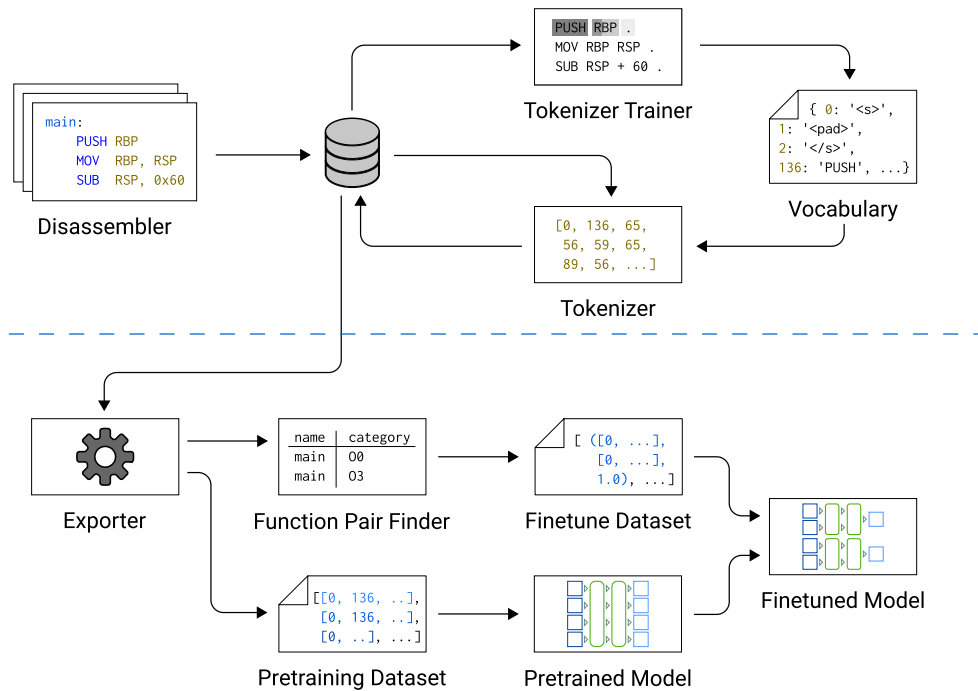 main:
PUSH RBP
MOV RBP, RSP
SUB RSP, 0x60
Disassembler
PUSH RBP .
MOV RBP RSP .
SUB RSP + 60 .
Tokenizer Trainer
{ 0: '<s>',
1: '<pad>',
2: '</s>',
136: 'PUSH', ...}
Vocabulary
[0, 136, 65,
56, 59, 65,
89, 56, ...]
Tokenizer
Exporter
name category
main O0
main O3
Function Pair Finder
[ ([0, ...],
[0, ...],
1.0), ...]
Finetune Dataset
[[0, 136, ..],
[0, 136, ..],
[0, ..], ...]
Pretraining Dataset
Pretrained Model
Finetuned Model